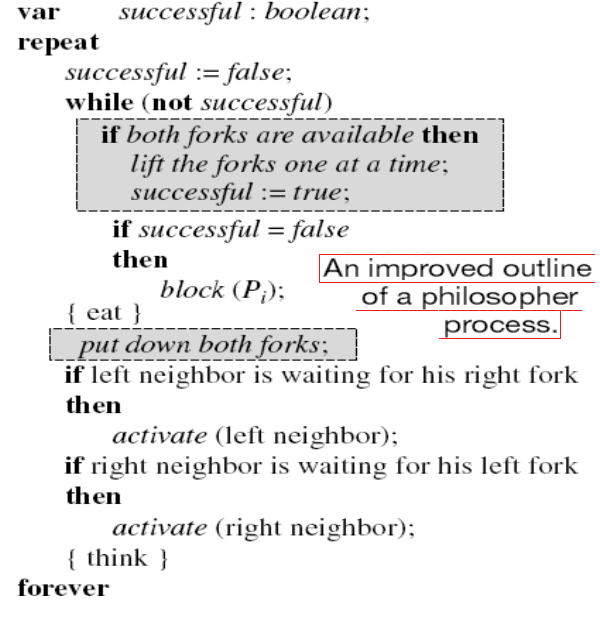 var successful : boolean;
repeat
successful := false;
while (not successful)
if both forks are available then
lift the forks one at a time;
successful := true;
if successful = false
then
block (Pi);
{ eat }
An improved outline
of a philosopher
process.
put down both forks;
if left neighbor is waiting for his right fork
then
activate (left neighbor);
if right neighbor is waiting for his left fork
then
activate (right neighbor);
{ think }
forever